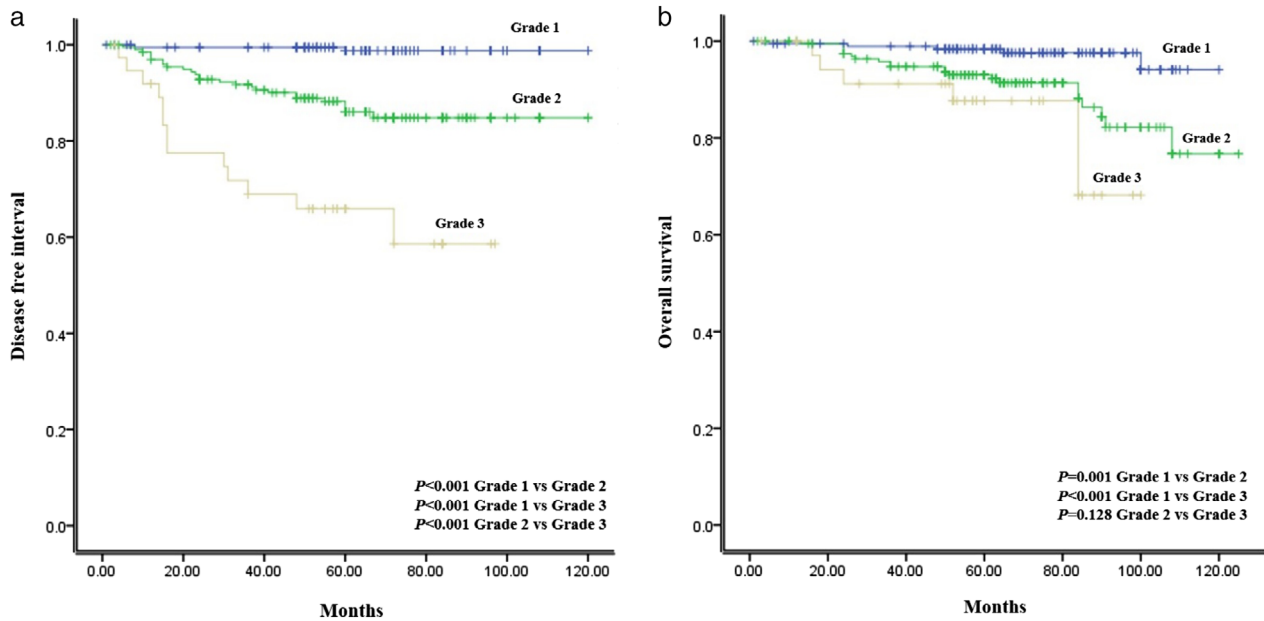 a
Disease free interval
1.0
0.8
0.6
0.4
0.2
0.0
Grade 1
Grade 2
Grade 3
P<0.001 Grade 1 vs Grade 2
P<0.001 Grade 1 vs Grade 3
P<0.001 Grade 2 vs Grade 3
0.00 20.00 40.00 60.00 80.00 100.00 120.00
Months
b
Overall survival
1.0
0.8
0.6
0.4
0.2
0.0
Grade 1
Grade 2
Grade 3
P=0.001 Grade 1 vs Grade 2
P<0.001 Grade 1 vs Grade 3
P=0.128 Grade 2 vs Grade 3
0.00 20.00 40.00 60.00 80.00 100.00 120.00
Months